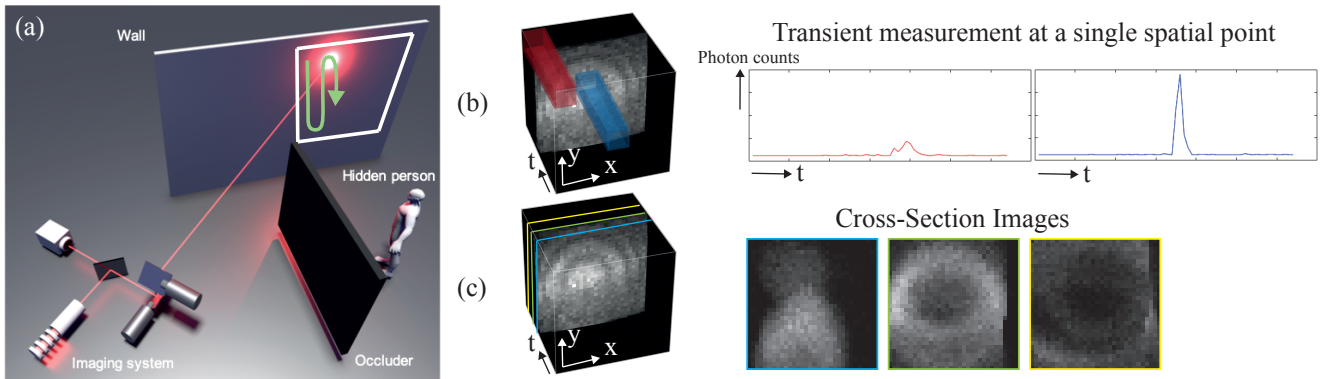 (a)
Wall
Hidden person
Imaging system
Occluder
(b)
t
y
x
Transient measurement at a single spatial point
Photon counts
t
t
(c)
t
y
x
Cross-Section Images